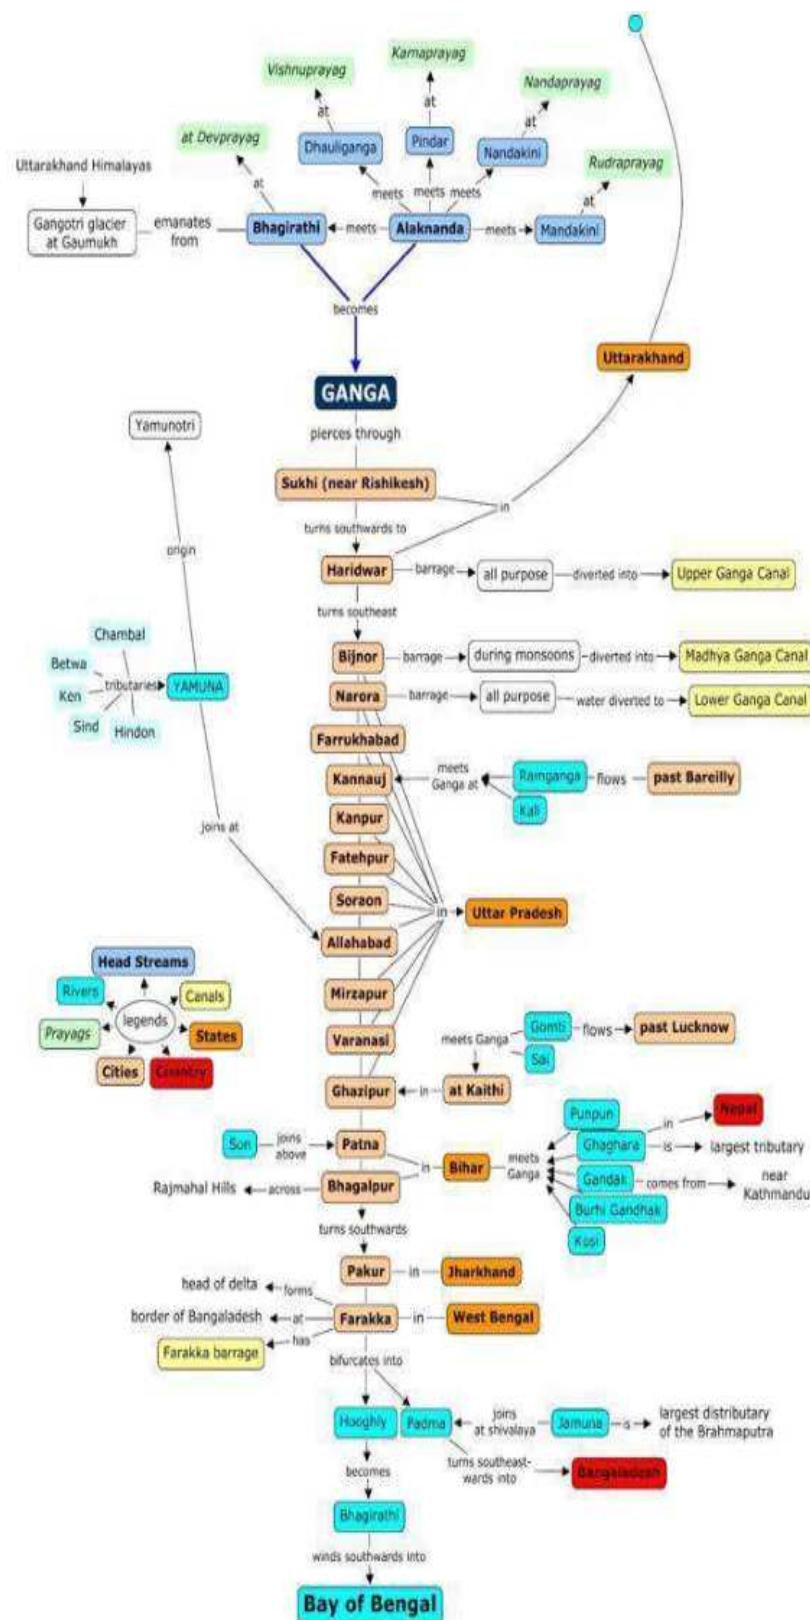 Karnaprayag
Vishnuprayag
Nandaprayag
at
at
at
at Devprayag
Dhauliganga
Pindar
Nandakini
Rudraprayag
Uttarakhand Himalayas
at
meets
meets
meets
at
Gangotri glacier
at Gaumukh
emanates
from
Bhagirathi
meets
Alaknanda
meets
Mandakini
becomes
Uttarakhand
GANGA
Yamunotri
pierces through
Sukhi (near Rishikesh)
in
turns southwards to
origin
Haridwar
barrage
all purpose
diverted into
Upper Ganga Canal
turns southeast
Chambal
Betwa
Ken
Sind
Hindon
tributaries
YAMUNA
Bijnor
barrage
during monsoons
diverted into
Madhya Ganga Canal
Narora
barrage
all purpose
water diverted to
Lower Ganga Canal
Farrukhabad
Kannauj
meets
Ganga at
Ramganga
flows
past Bareilly
Kali
Kanpur
joins at
Fatehpur
Soraon
in
Uttar Pradesh
Allahabad
Head Streams
Rivers
Canals
legends
Prayags
States
Cities
Country
Mirzapur
Varanasi
meets Ganga
Gomti
flows
past Lucknow
Sai
Ghazipur
in
at Kaithi
Punpun
Nepal
in
Son
joins
above
Patna
Ghaghara
is
largest tributary
in
Bihar
meets
Ganga
Gandak
comes from
near
Kathmandu
Rajmahal Hills
across
Bhagalpur
Burhi Gandhak
Kosi
turns southwards
Pakur
in
Jharkhand
head of delta
forms
border of Bangaladesh
at
Farakka
in
West Bengal
Farakka barrage
has
bifurcates into
Hooghly
Padma
joins
at shivalaya
Jamuna
is
largest distributary
of the Brahmaputra
becomes
turns southeast-
wards into
Bangaladesh
Bhagirathi
winds southwards into
Bay of Bengal